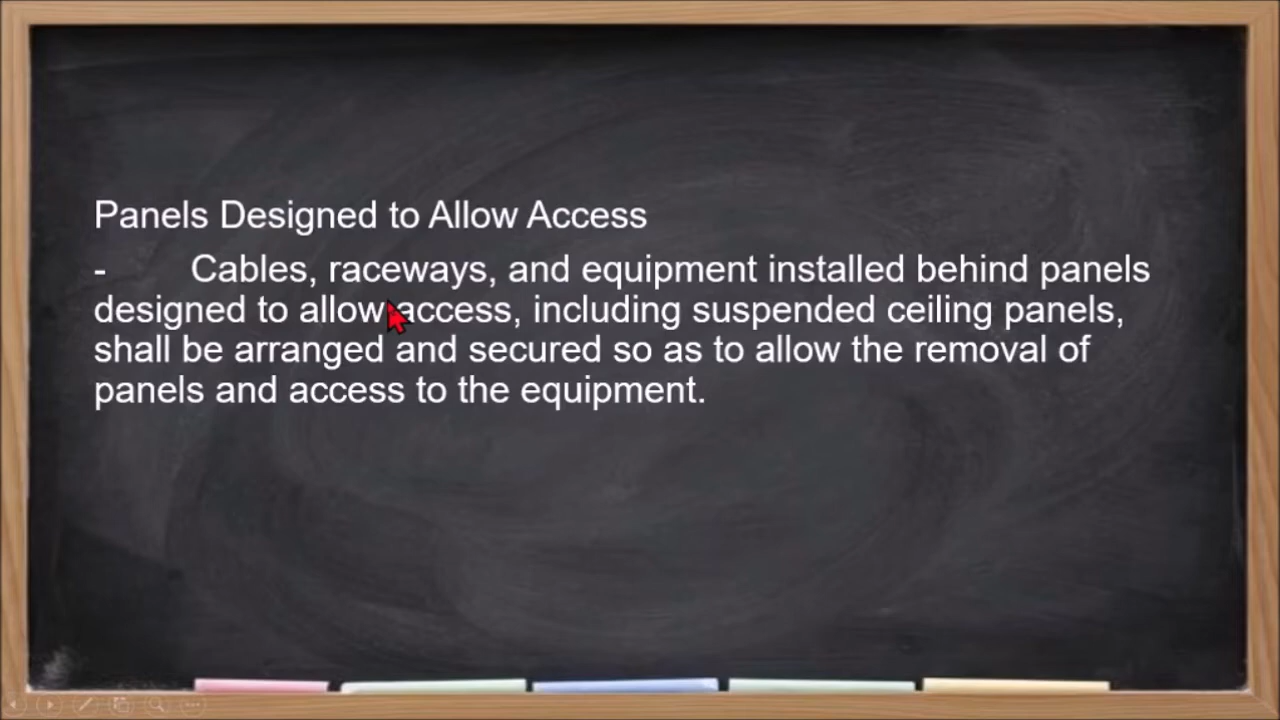 Panels Designed to Allow Access
- Cables, raceways, and equipment installed behind panels
designed to allow access, including suspended ceiling panels,
shall be arranged and secured so as to allow the removal of
panels and access to the equipment.